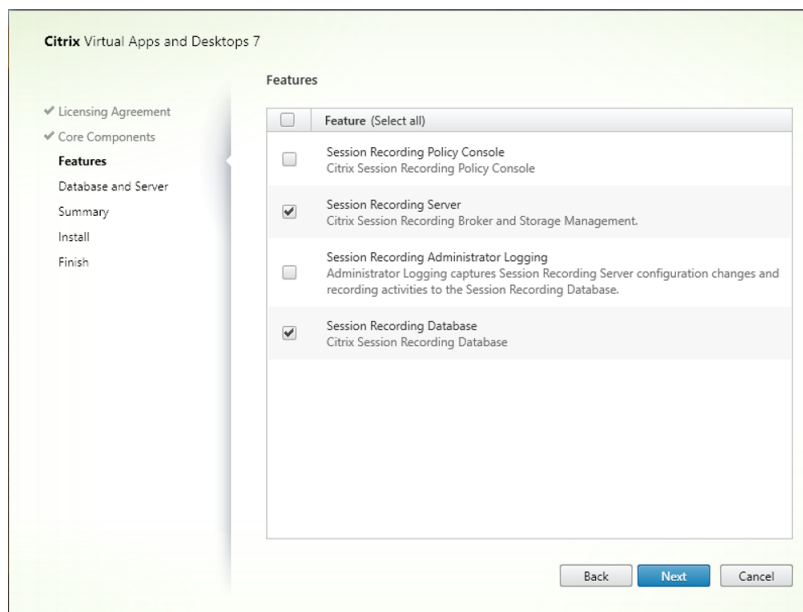 Citrix Virtual Apps and Desktops 7
Licensing Agreement
Core Components
Features
Database and Server
Summary
Install
Finish
Features
Feature (Select all)
Session Recording Policy Console
Citrix Session Recording Policy Console
Session Recording Server
Citrix Session Recording Broker and Storage Management.
Session Recording Administrator Logging
Administrator Logging captures Session Recording Server configuration changes and
recording activities to the Session Recording Database.
Session Recording Database
Citrix Session Recording Database
Back
Next
Cancel